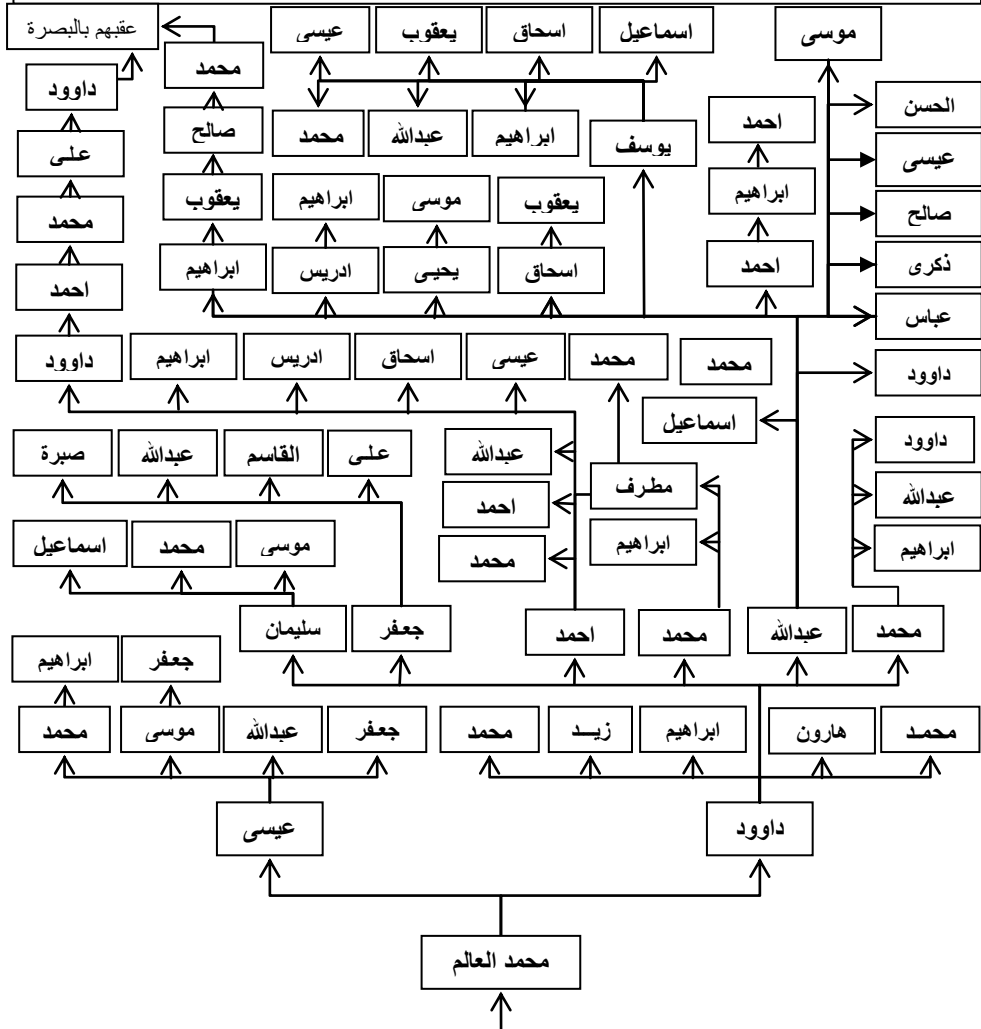 عقبهم بالبصرة
عيسى
يعقوب
اسحاق
اسماعيل
موسى
محمد
داوود
الحسن
احمد
صالح
محمد
عبدالله
ابراهيم
يوسف
على
عيسى
يعقوب
ابراهيم
موسى
يعقوب
ابراهيم
صالح
محمد
ابراهيم
ادريس
يحيى
اسحاق
احمد
ذكرى
احمد
عباس
داوود
ابراهيم
ادريس
اسحاق
عيسى
محمد
محمد
داوود
اسماعيل
صبرة
عبدالله
القاسم
على
عبدالله
داوود
مطرف
احمد
عبدالله
اسماعيل
محمد
موسى
محمد
ابراهيم
ابراهيم
سليمان
جعفر
احمد
محمد
عبدالله
محمد
ابراهيم
جعفر
محمد
موسى
عبدالله
جعفر
محمد
زيــد
ابراهيم
هارون
محمـد
عيسى
داوود
محمد العالم